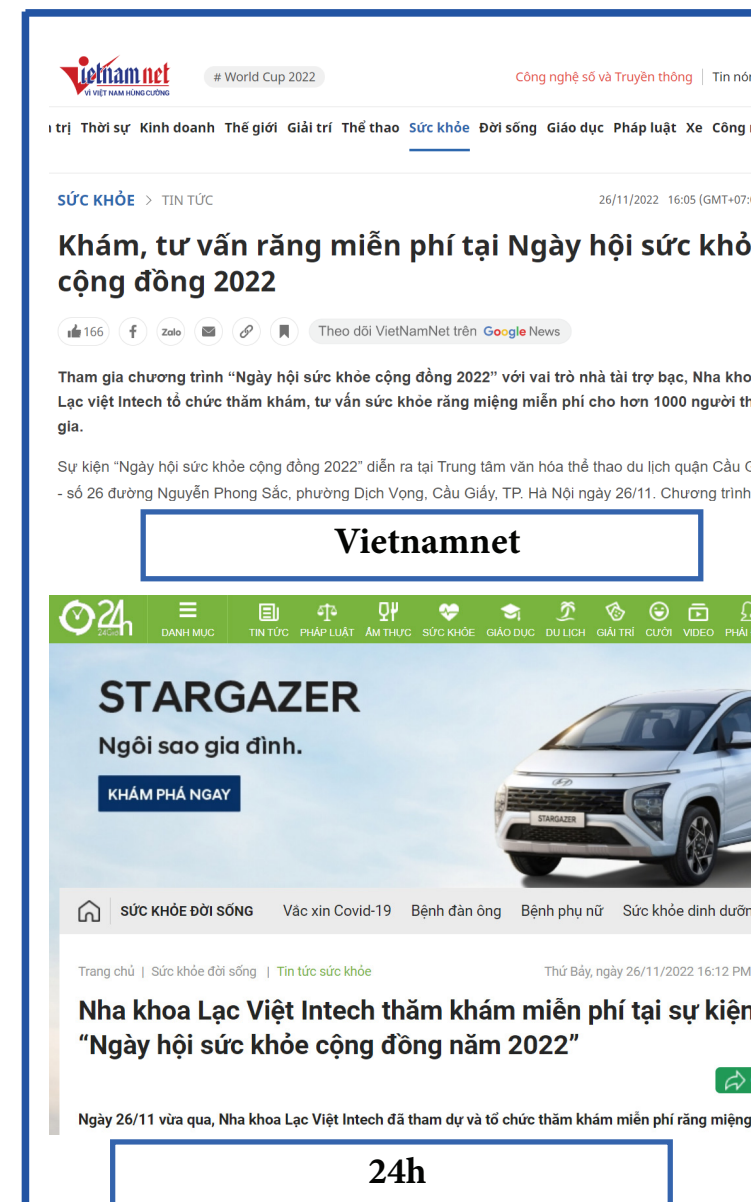 Vietnam net
VÌ VIỆT NAM HÙNG CƯỜNG
# World Cup 2022
Công nghệ số và Truyền thông | Tin nón
trị Thời sự Kinh doanh Thế giới Giải trí Thể thao Sức khỏe Đời sống Giáo dục Pháp luật Xe Công
SỨC KHỎE > TIN TỨC
26/11/2022 16:05 (GMT+07:
Khám, tư vấn răng miễn phí tại Ngày hội sức khỏ
cộng đồng 2022
166
Zalo
Theo dõi VietNamNet trên Google News
Tham gia chương trình “Ngày hội sức khỏe cộng đồng 2022” với vai trò nhà tài trợ bạc, Nha kho
Lạc việt Intech tổ chức thăm khám, tư vấn sức khỏe răng miệng miễn phí cho hơn 1000 người th
gia.
Sự kiện “Ngày hội sức khỏe cộng đồng 2022” diễn ra tại Trung tâm văn hóa thể thao du lịch quận Cầu G
- số 26 đường Nguyễn Phong Sắc, phường Dịch Vọng, Cầu Giấy, TP. Hà Nội ngày 26/11. Chương trình
Vietnamnet
24h
DANH MỤC TIN TỨC PHÁP LUẬT ẨM THỰC SỨC KHỎE GIÁO DỤC DU LỊCH GIẢI TRÍ CƯỜI VIDEO PHÁI
STARGAZER
Ngôi sao gia đình.
KHÁM PHÁ NGAY
STARGAZER
SỨC KHỎE ĐỜI SỐNG Vắc xin Covid-19 Bệnh đàn ông Bệnh phụ nữ Sức khỏe dinh dưỡn
Trang chủ | Sức khỏe đời sống | Tin tức sức khỏe
Thứ Bảy, ngày 26/11/2022 16:12 PM
Nha khoa Lạc Việt Intech thăm khám miễn phí tại sự kiện
“Ngày hội sức khỏe cộng đồng năm 2022”
Ngày 26/11 vừa qua, Nha khoa Lạc Việt Intech đã tham dự và tổ chức thăm khám miễn phí răng miệng
24h